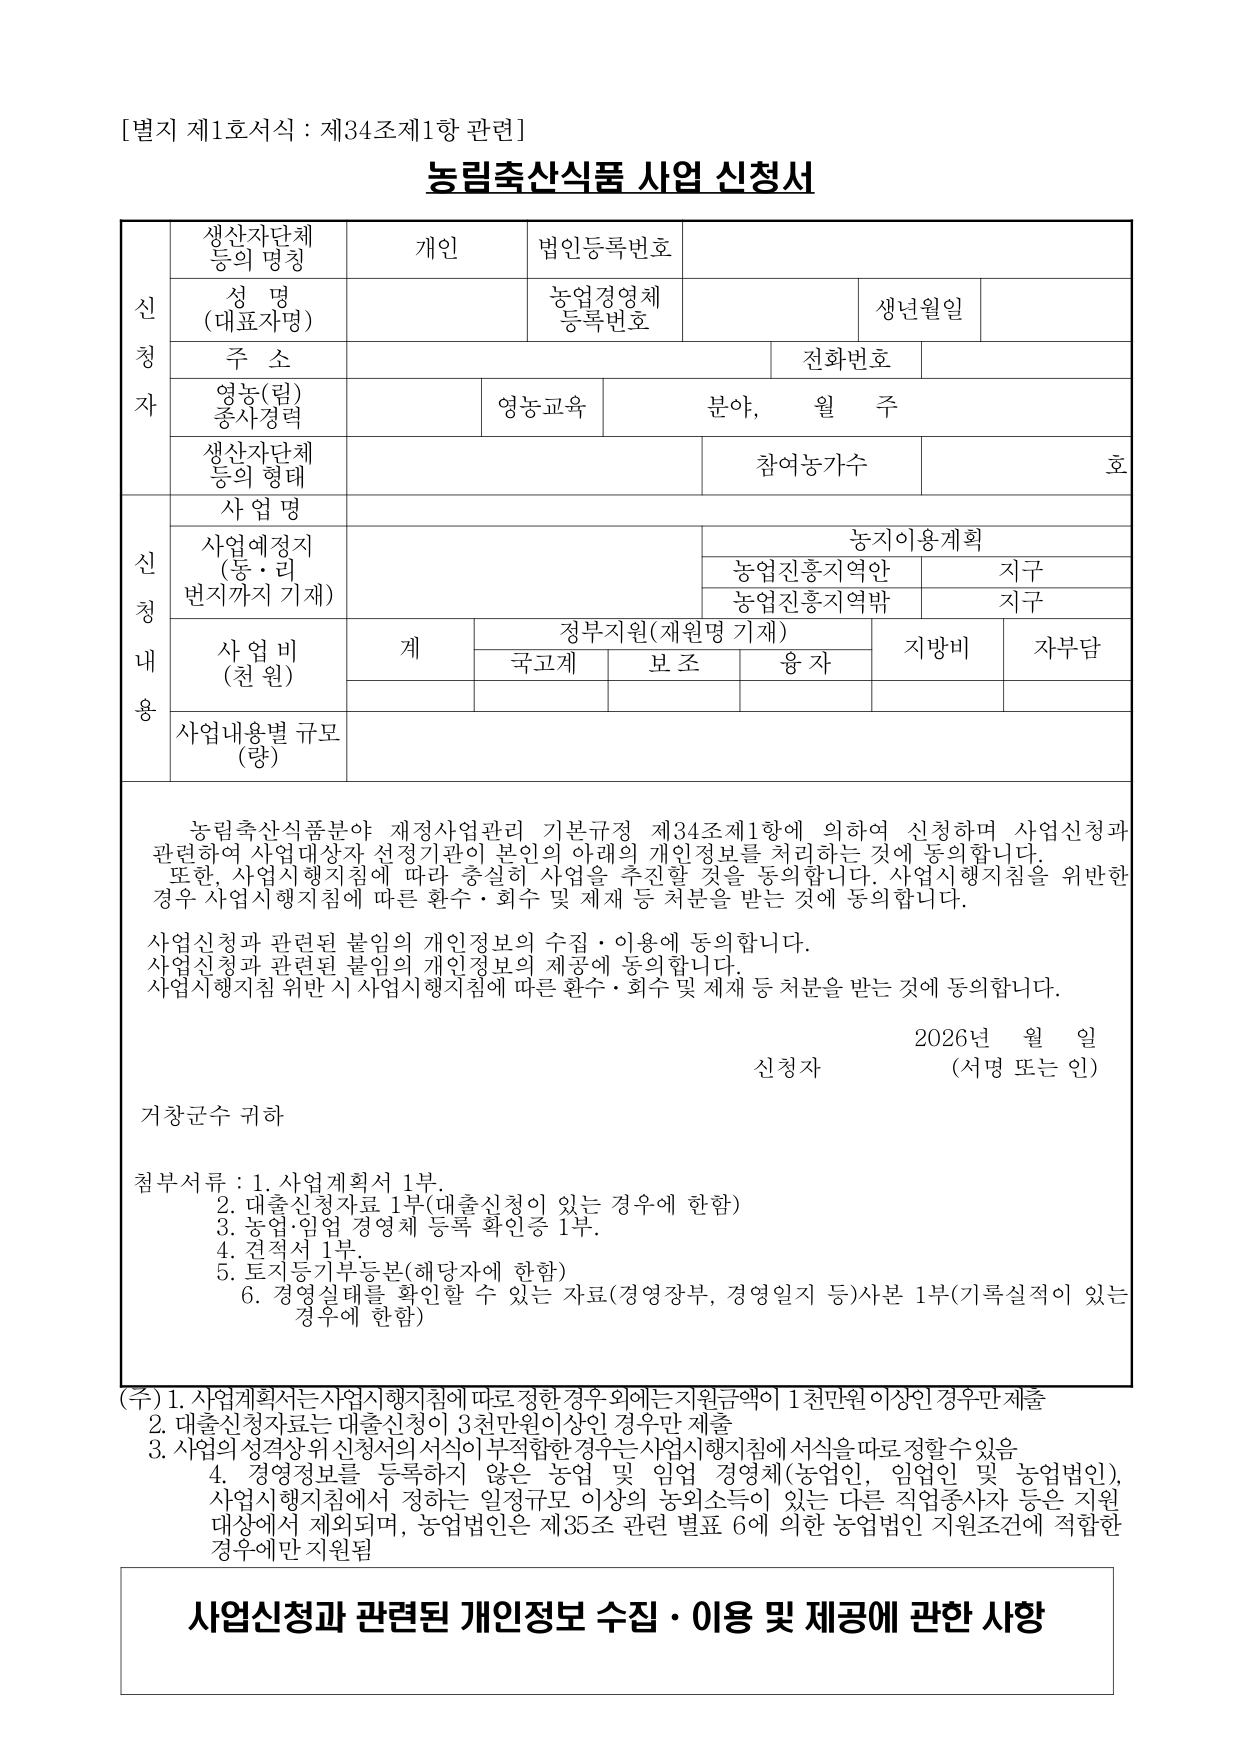 [별지 제1호서식 : 제34조제1항 관련]
농림축산식품 사업 신청서
신청자
생산자단체
등의 명칭
개인
법인등록번호
성 명
(대표자명)
농업경영체
등록번호
생년월일
주 소
전화번호
영농(림)
종사경력
영농교육
분야, 월 주
생산자단체
등의 형태
참여농가수
호
신청내용
사 업 명
사업예정지
(동·리
번지까지 기재)
농지이용계획
농업진흥지역안
지구
농업진흥지역밖
지구
사 업 비
(천 원)
계
정부지원(재원명 기재)
지방비
자부담
국고계
보 조
융 자
사업내용별 규모
(량)
농림축산식품분야 재정사업관리 기본규정 제34조제1항에 의하여 신청하며 사업신청과
관련하여 사업대상자 선정기관이 본인의 아래의 개인정보를 처리하는 것에 동의합니다.
또한, 사업시행지침에 따라 충실히 사업을 추진할 것을 동의합니다. 사업시행지침을 위반한
경우 사업시행지침에 따른 환수·회수 및 제재 등 처분을 받는 것에 동의합니다.
사업신청과 관련된 붙임의 개인정보의 수집·이용에 동의합니다.
사업신청과 관련된 붙임의 개인정보의 제공에 동의합니다.
사업시행지침 위반 시 사업시행지침에 따른 환수·회수 및 제재 등 처분을 받는 것에 동의합니다.
2026년 월 일
신청자 (서명 또는 인)
거창군수 귀하
첨부서류 : 1. 사업계획서 1부.
2. 대출신청자료 1부(대출신청이 있는 경우에 한함)
3. 농업·임업 경영체 등록 확인증 1부.
4. 견적서 1부.
5. 토지등기부등본(해당자에 한함)
6. 경영실태를 확인할 수 있는 자료(경영장부, 경영일지 등)사본 1부(기록실적이 있는
경우에 한함)
(주) 1. 사업계획서는 사업시행지침에 따로 정한 경우 외에는 지원금액이 1천만원 이상인 경우만 제출
2. 대출신청자료는 대출신청이 3천만원이상인 경우만 제출
3. 사업의 성격상 위 신청서의 서식이 부적합한 경우는 사업시행지침에 서식을 따로 정할 수 있음
4. 경영정보를 등록하지 않은 농업 및 임업 경영체(농업인, 임업인 및 농업법인),
사업시행지침에서 정하는 일정규모 이상의 농외소득이 있는 다른 직업종사자 등은 지원
대상에서 제외되며, 농업법인은 제35조 관련 별표 6에 의한 농업법인 지원조건에 적합한
경우에만 지원됨
사업신청과 관련된 개인정보 수집·이용 및 제공에 관한 사항